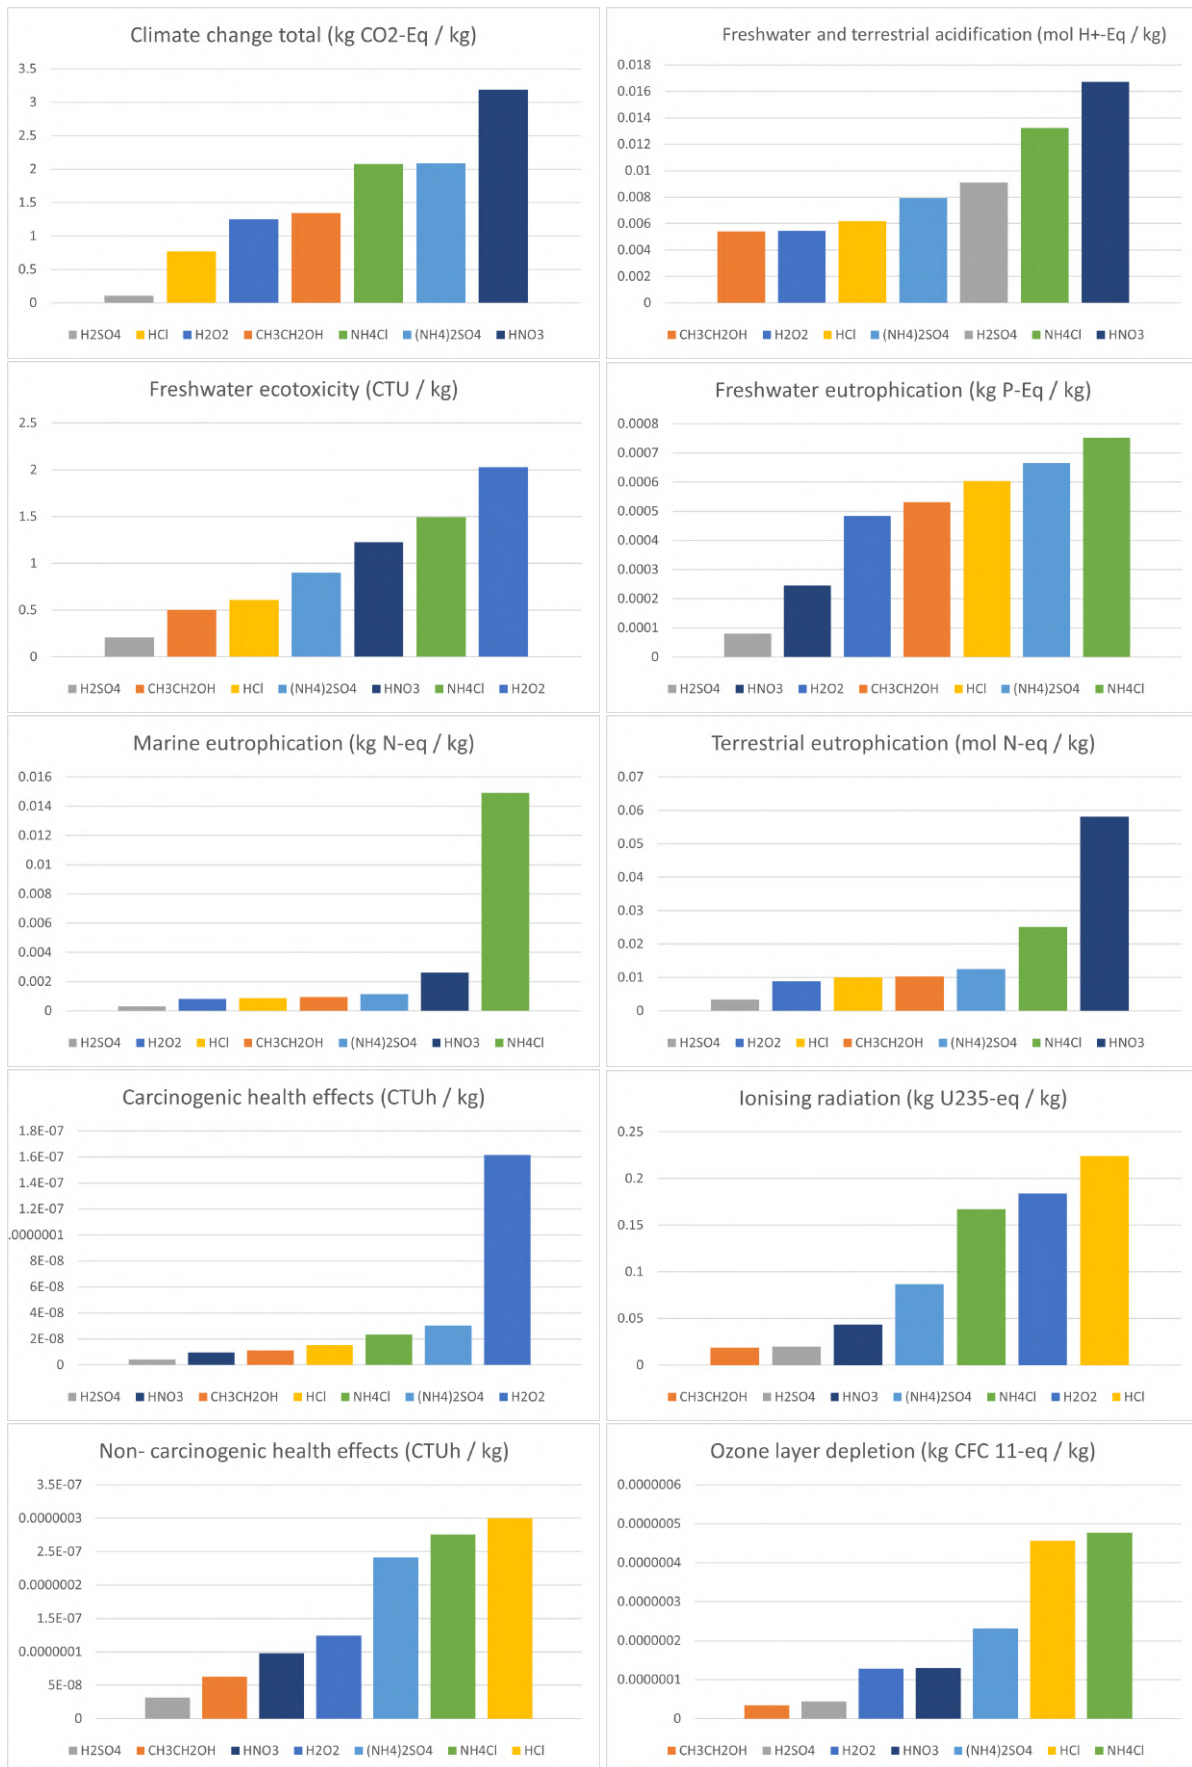 Climate change total (kg CO2-Eq / kg)
3.5
3
2.5
2
1.5
1
0.5
0
H2SO4 HCl H2O2 CH3CH2OH NH4Cl (NH4)2SO4 HNO3
Freshwater and terrestrial acidification (mol H+-Eq / kg)
0.018
0.016
0.014
0.012
0.01
0.008
0.006
0.004
0.002
0
CH3CH2OH H2O2 HCl (NH4)2SO4 H2SO4 NH4Cl HNO3
Freshwater ecotoxicity (CTU / kg)
2.5
2
1.5
1
0.5
0
H2SO4 CH3CH2OH HCl (NH4)2SO4 HNO3 NH4Cl H2O2
Freshwater eutrophication (kg P-Eq / kg)
0.0008
0.0007
0.0006
0.0005
0.0004
0.0003
0.0002
0.0001
0
H2SO4 HNO3 H2O2 CH3CH2OH HCl (NH4)2SO4 NH4Cl
Marine eutrophication (kg N-eq / kg)
0.016
0.014
0.012
0.01
0.008
0.006
0.004
0.002
0
H2SO4 H2O2 HCl CH3CH2OH (NH4)2SO4 HNO3 NH4Cl
Terrestrial eutrophication (mol N-eq / kg)
0.07
0.06
0.05
0.04
0.03
0.02
0.01
0
H2SO4 H2O2 HCl CH3CH2OH (NH4)2SO4 NH4Cl HNO3
Carcinogenic health effects (CTUh / kg)
1.8E-07
1.6E-07
1.4E-07
1.2E-07
.0000001
8E-08
6E-08
4E-08
2E-08
0
H2SO4 HNO3 CH3CH2OH HCl NH4Cl (NH4)2SO4 H2O2
Ionising radiation (kg U235-eq / kg)
0.25
0.2
0.15
0.1
0.05
0
CH3CH2OH H2SO4 HNO3 (NH4)2SO4 NH4Cl H2O2 HCl
Non- carcinogenic health effects (CTUh / kg)
3.5E-07
0.0000003
2.5E-07
0.0000002
1.5E-07
0.0000001
5E-08
0
H2SO4 CH3CH2OH HNO3 H2O2 (NH4)2SO4 NH4Cl HCl
Ozone layer depletion (kg CFC 11-eq / kg)
0.0000006
0.0000005
0.0000004
0.0000003
0.0000002
0.0000001
0
CH3CH2OH H2SO4 H2O2 HNO3 (NH4)2SO4 HCl NH4Cl